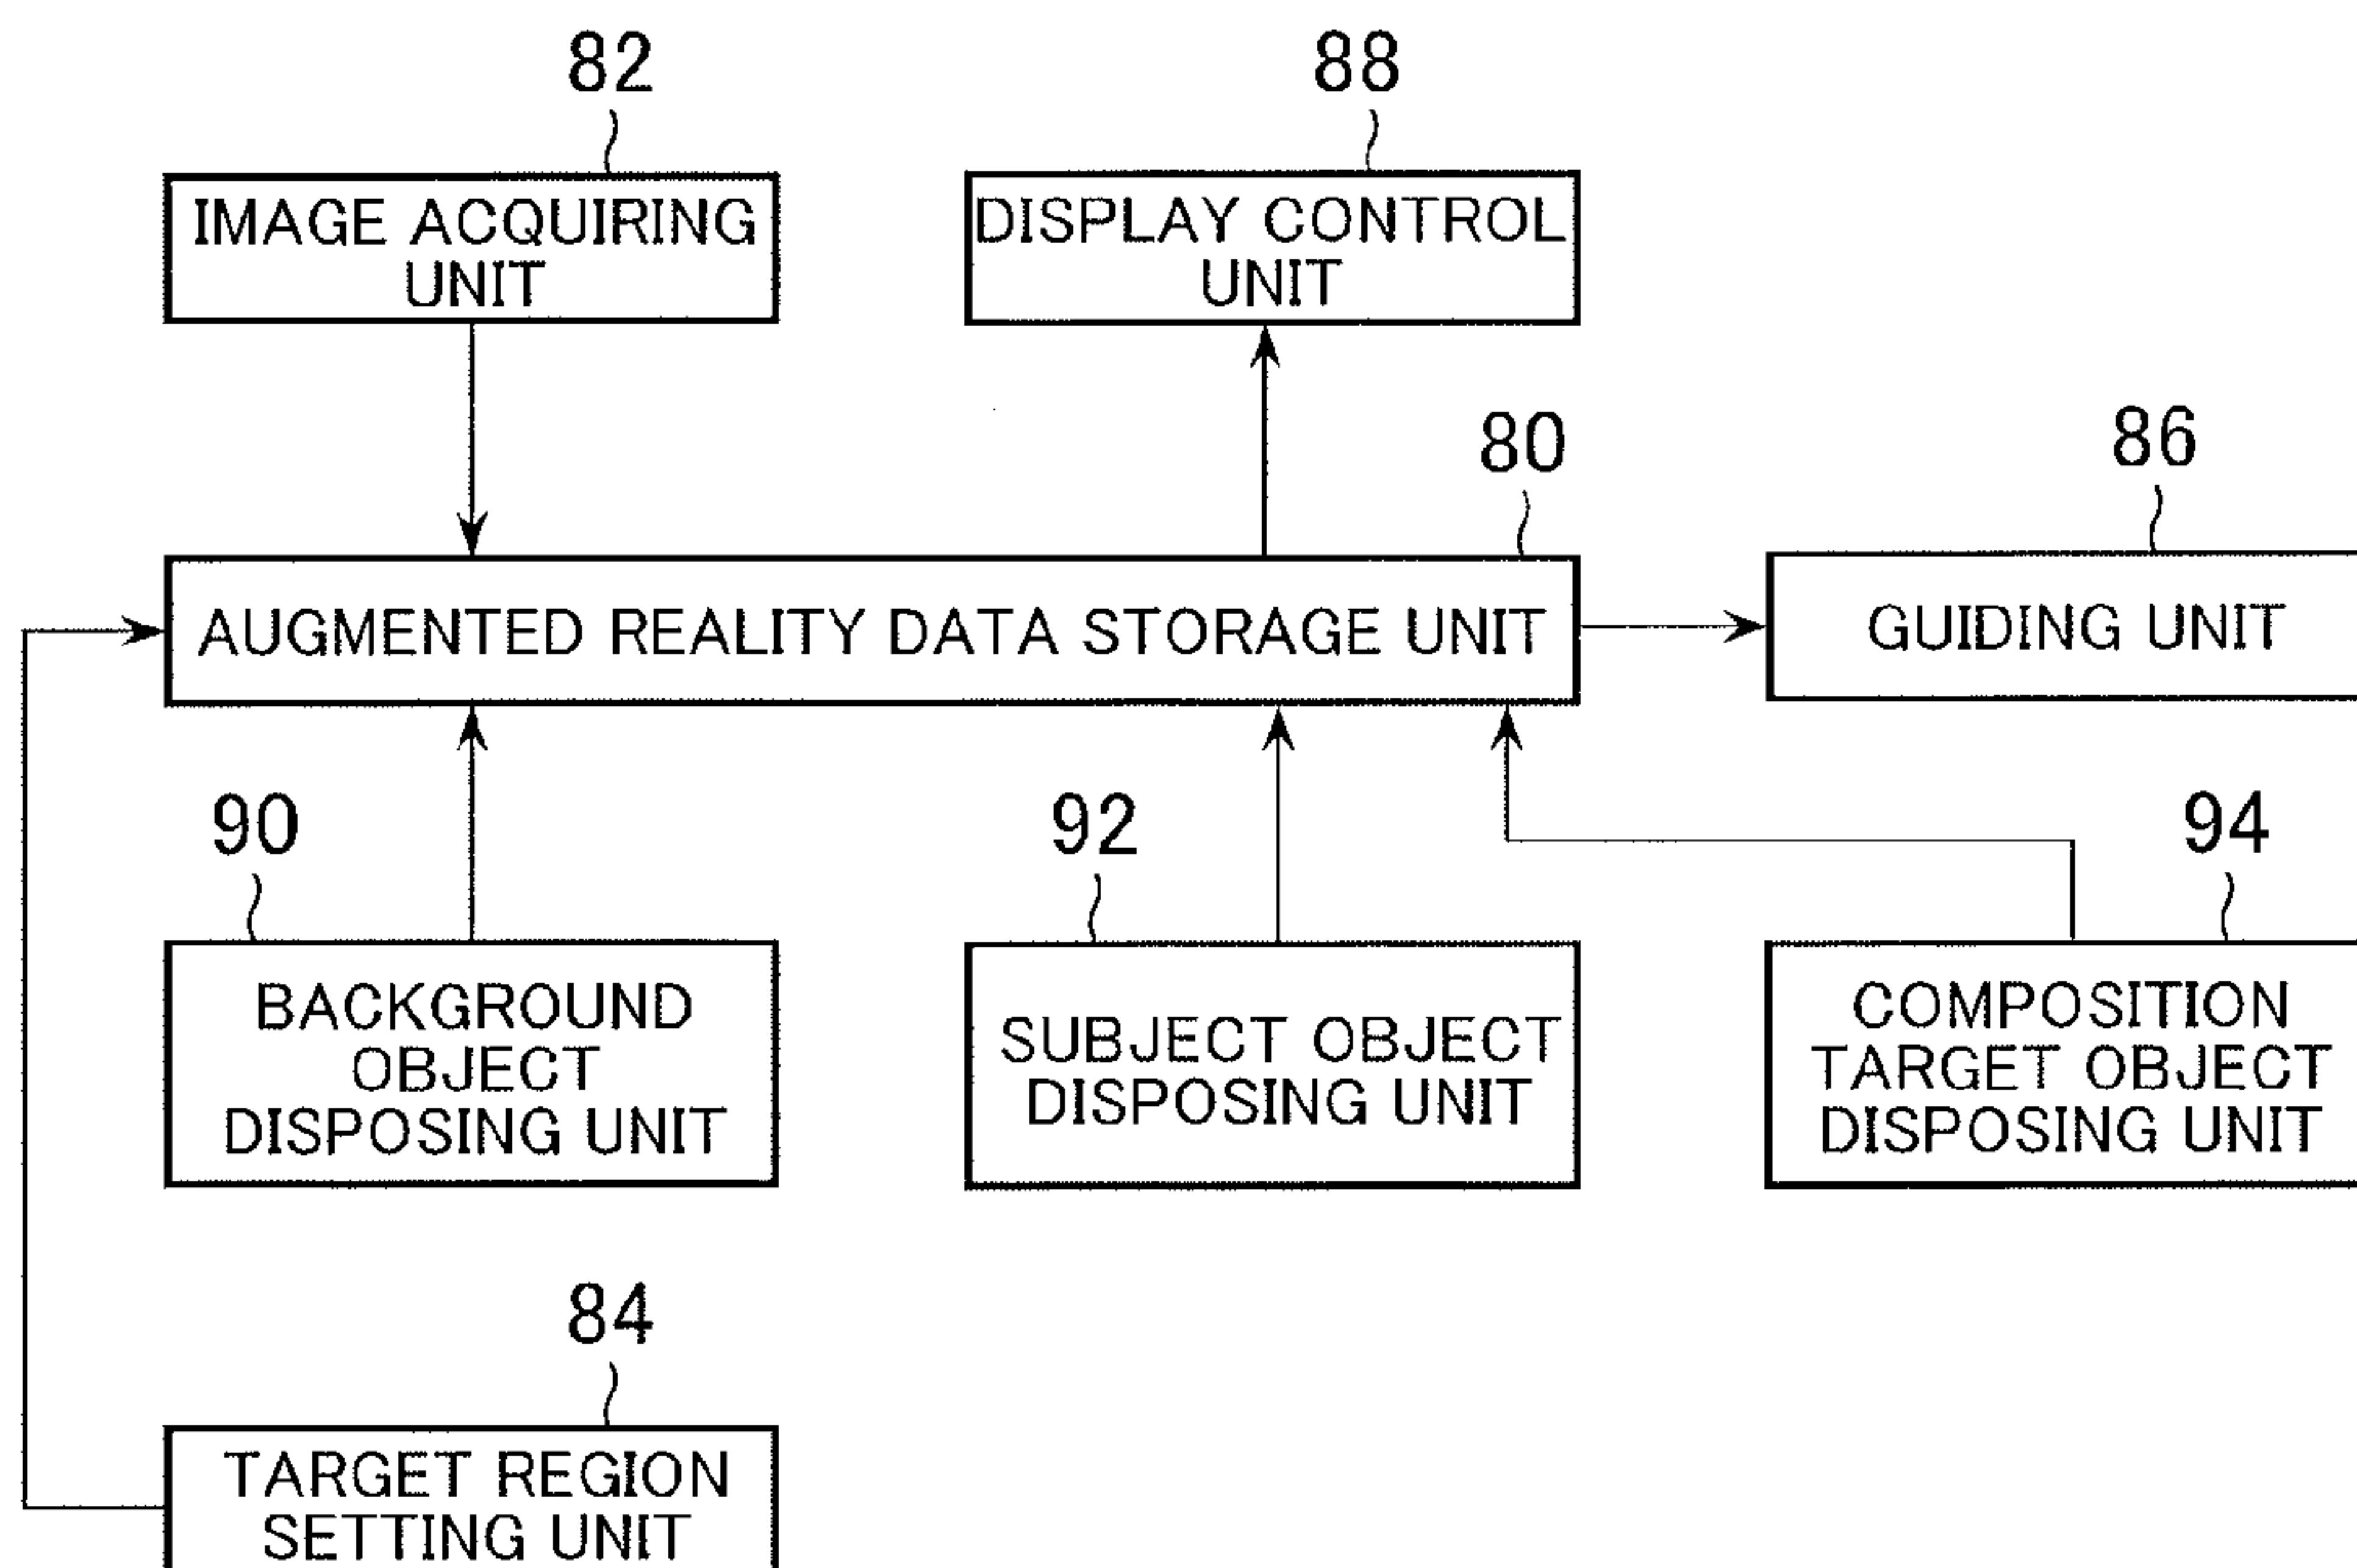 82
88
IMAGE ACQUIRING
UNIT
DISPLAY CONTROL
UNIT
80
86
AUGMENTED REALITY DATA STORAGE UNIT
GUIDING UNIT
90
92
94
BACKGROUND
OBJECT
DISPOSING UNIT
SUBJECT OBJECT
DISPOSING UNIT
COMPOSITION
TARGET OBJECT
DISPOSING UNIT
84
TARGET REGION
SETTING UNIT